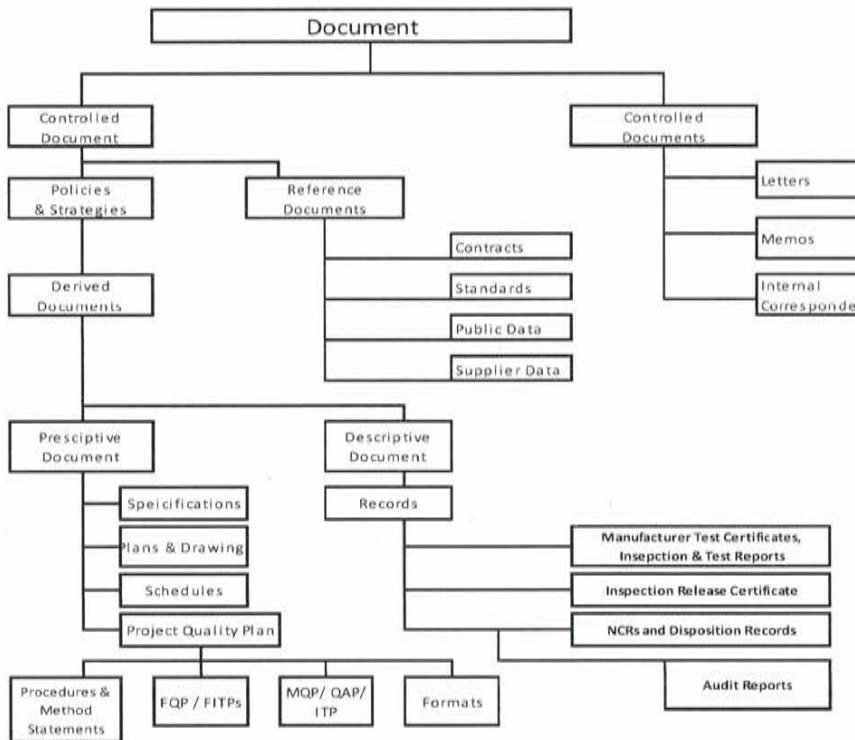 Document
Controlled
Document
Controlled
Documents
Policies
& Strategies
Reference
Documents
Letters
Contracts
Memos
Derived
Documents
Standards
Internal
Corresponde
Public Data
Supplier Data
Presciptive
Document
Descriptive
Document
Speicifications
Records
Plans & Drawing
Manufacturer Test Certificates,
Insepction & Test Reports
Schedules
Inspection Release Certificate
Project Quality Plan
NCRs and Disposition Records
Procedures &
Method
Statements
FQP / FITPs
MQP/ QAP/
ITP
Formats
Audit Reports